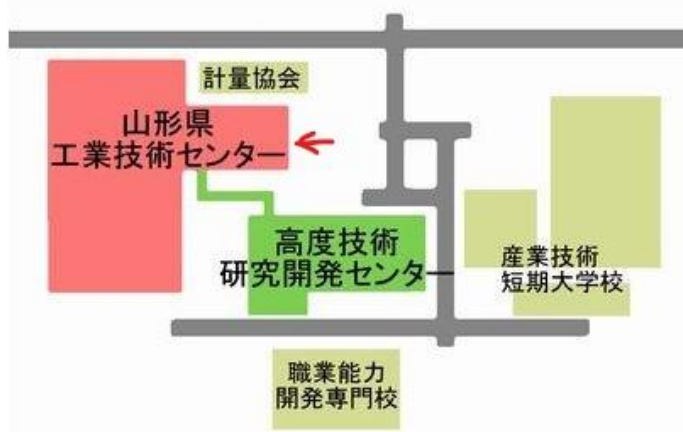 計量協会
山形県
工業技術センター
高度技術
研究開発センター
産業技術
短期大学校
職業能力
開発専門校